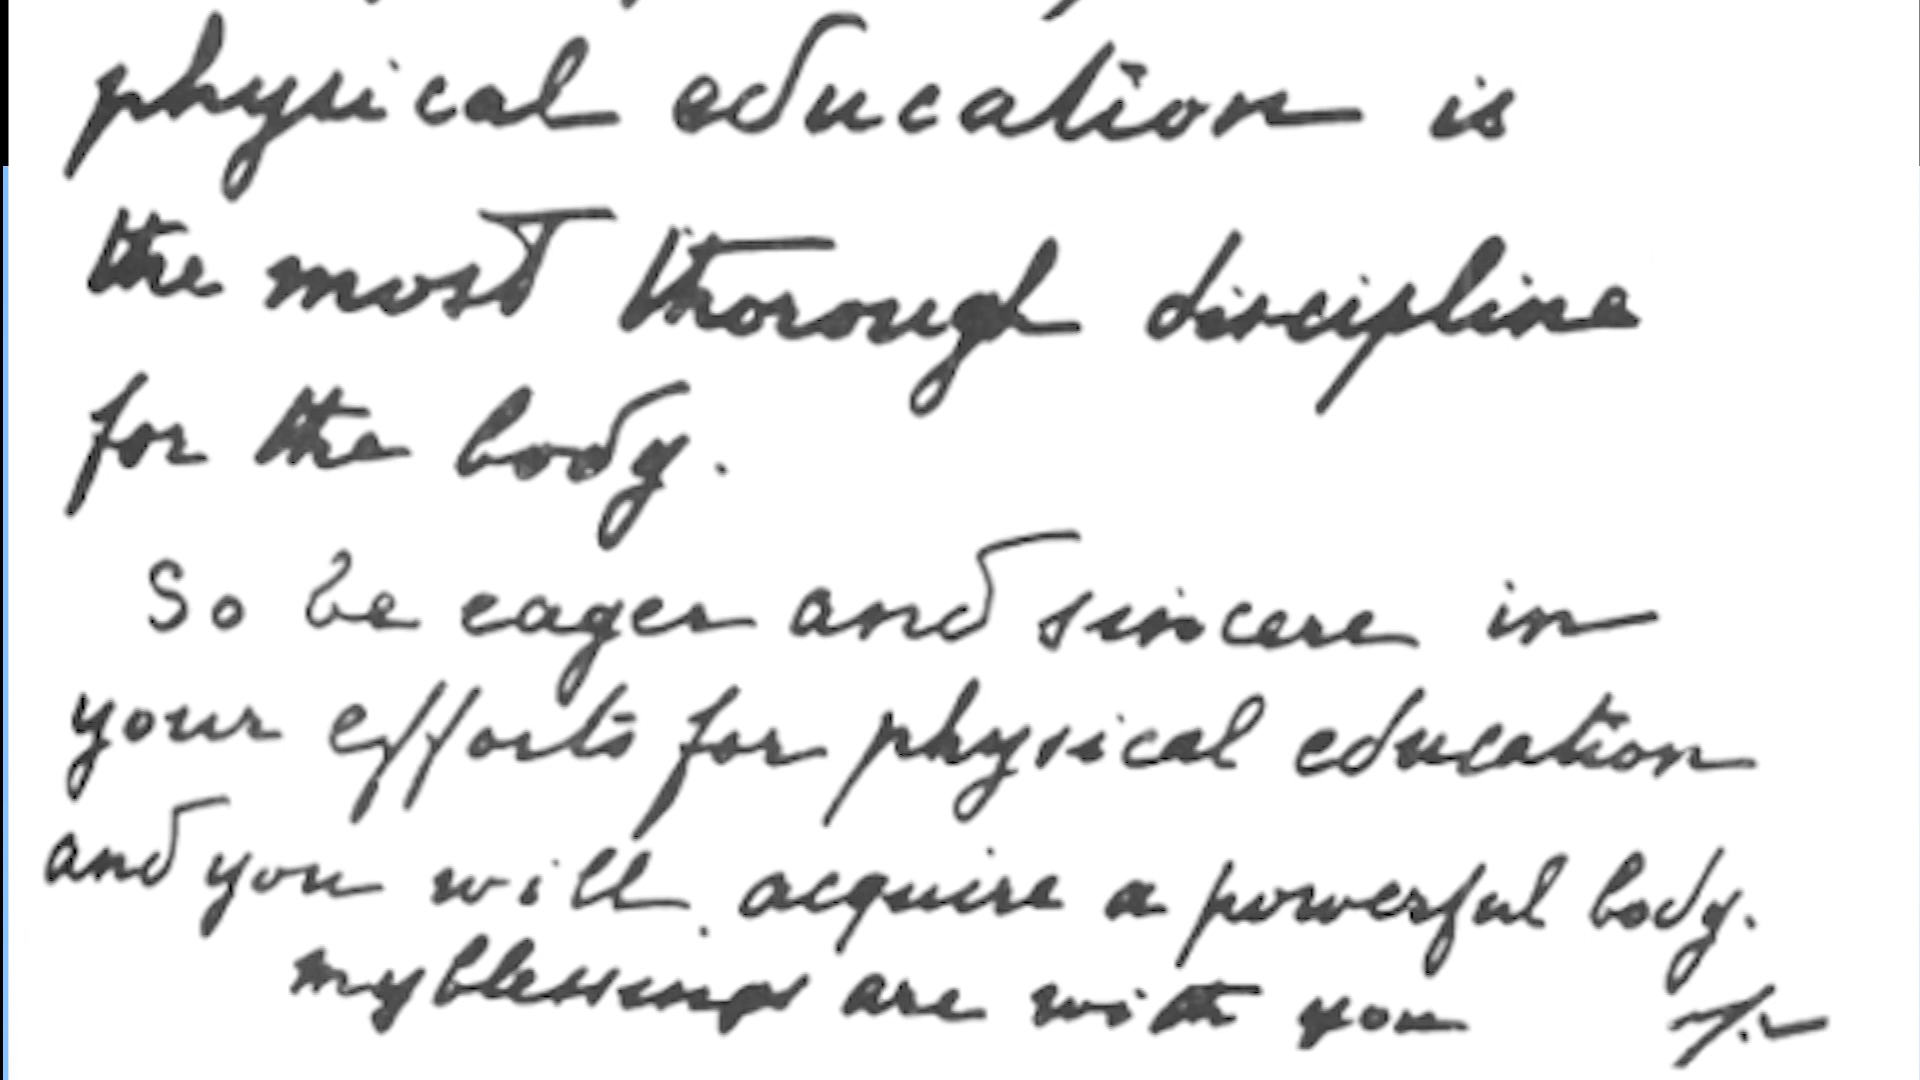 physical education is
the most thorough discipline
for the body.
So be eager and sincere in
your efforts for physical education
and you will acquire a powerful body.
my blessings are with you